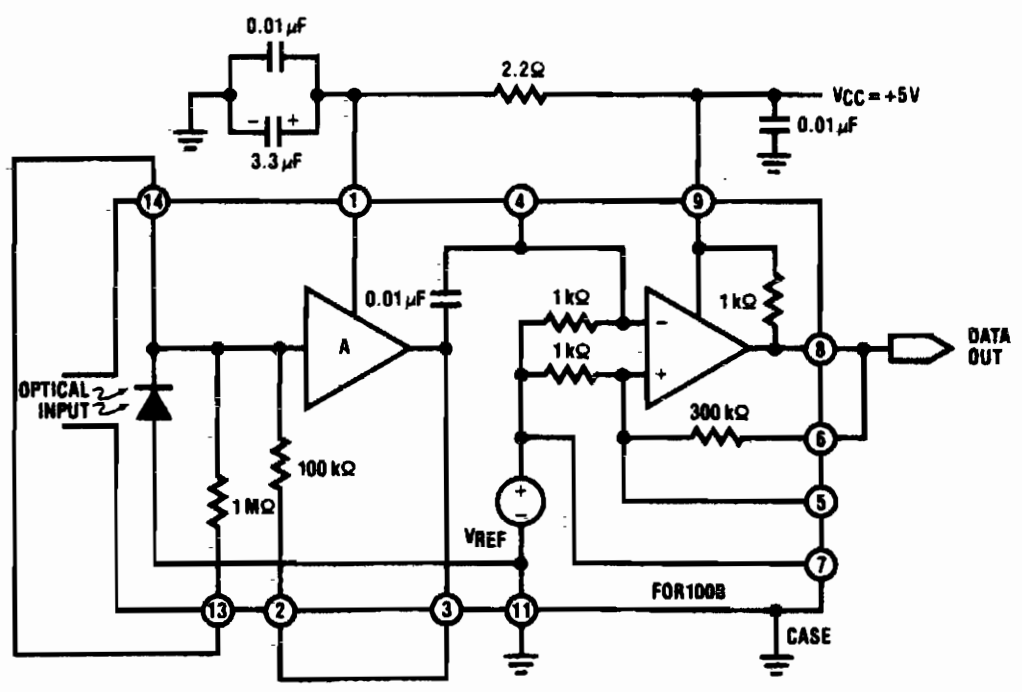 0.01 µF
2.2Ω
VCC = +5V
− +
0.01 µF
3.3 µF
14
1
4
9
0.01 µF
1 kΩ
1 kΩ
−
A
1 kΩ
8
DATA
OUT
+
OPTICAL
INPUT
300 kΩ
6
100 kΩ
1 MΩ
+
−
5
VREF
7
FOR100B
13
2
3
11
CASE